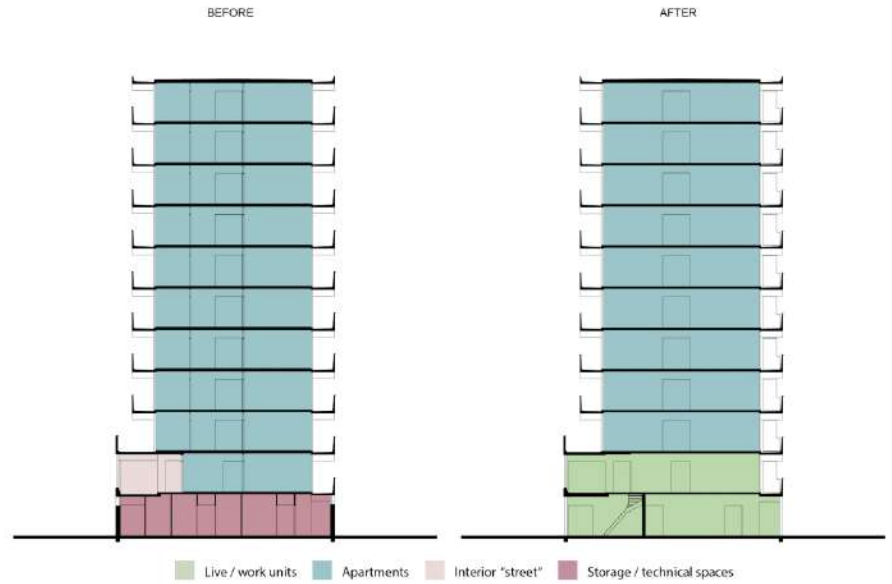 BEFORE
AFTER
Live / work units
Apartments
Interior "street"
Storage / technical spaces